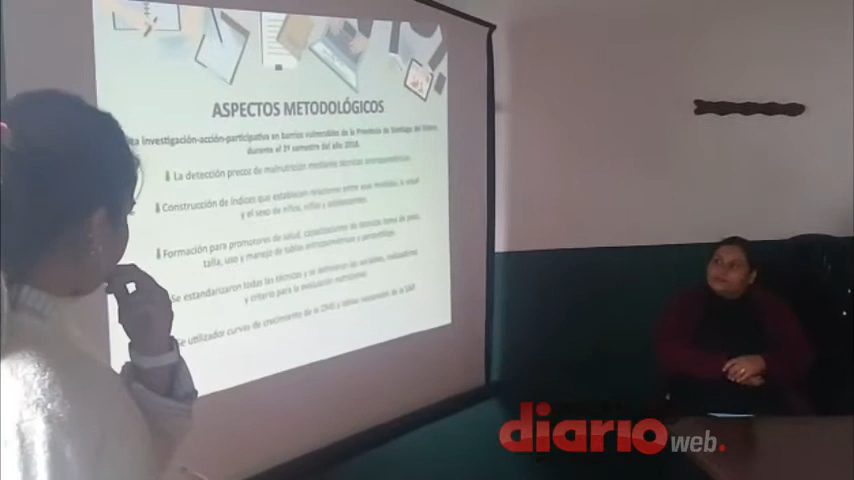 ASPECTOS METODOLÓGICOS
investigación-acción-participativa en barrios vulnerables de la Provincia de Santiago del Estero,
durante el 1º semestre del año 2018.
La detección precoz de malnutrición mediante técnicas antropométricas.
Construcción de índices que establecen relaciones entre esas medidas, la edad
y el sexo de niños, niñas y adolescentes.
Formación para promotores de salud, capacitaciones de técnicas toma de peso,
talla, uso y manejo de tablas antropométricas y percentilaje.
Se estandarizaron todas las técnicas y se definieron las variables, indicadores
y criterio para la evaluación nutricional.
Se utilizador curvas de crecimiento de la OMS y tablas nacionales de la SAP
diario web.